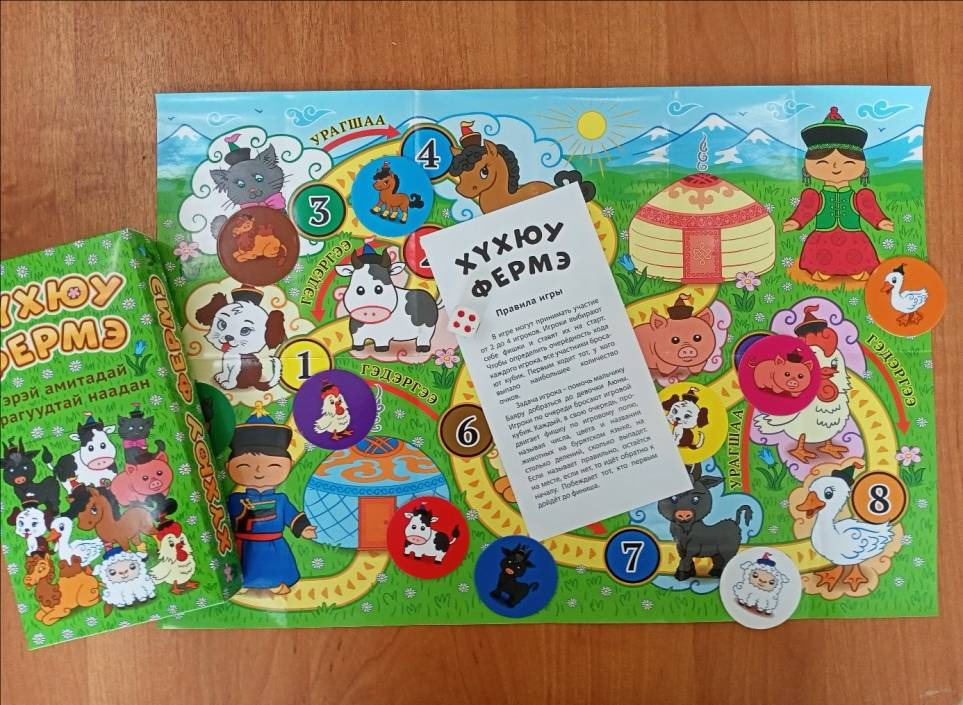 УРАГШАА
4
3
ГЭДЭРГЭЭ
1
ГЭДЭРГЭЭ
6
7
8
УРАГШАА
ГЭДЭРГЭЭ
ФЕРМЭ
амитадай
наадан
ХҮХЮУ
ФЕРМЭ
ХҮХЮУ
ФЕРМЭ
Правила игры
В игре могут принимать участие
от 2 до 4 игроков. Игроки выбирают
себе фишки и ставят их на старт.
Чтобы определить очерёдность хода
каждого игрока, все участники броса-
ют кубик. Первым ходит тот, у кого
выпало наибольшее количество
очков.
Задача игрока – помочь мальчику
Баяру добраться до девочки Аюны.
Игроки по очереди бросают игровой
кубик. Каждый, в свою очередь, про-
двигает фишку по игровому полю,
называя числа, цвета и названия
животных на бурятском языке, на
столько делений, сколько выпадет.
Если называет правильно, остаётся
на месте, если нет, то идёт обратно к
началу. Побеждает тот, кто первым
дойдёт до финиша.